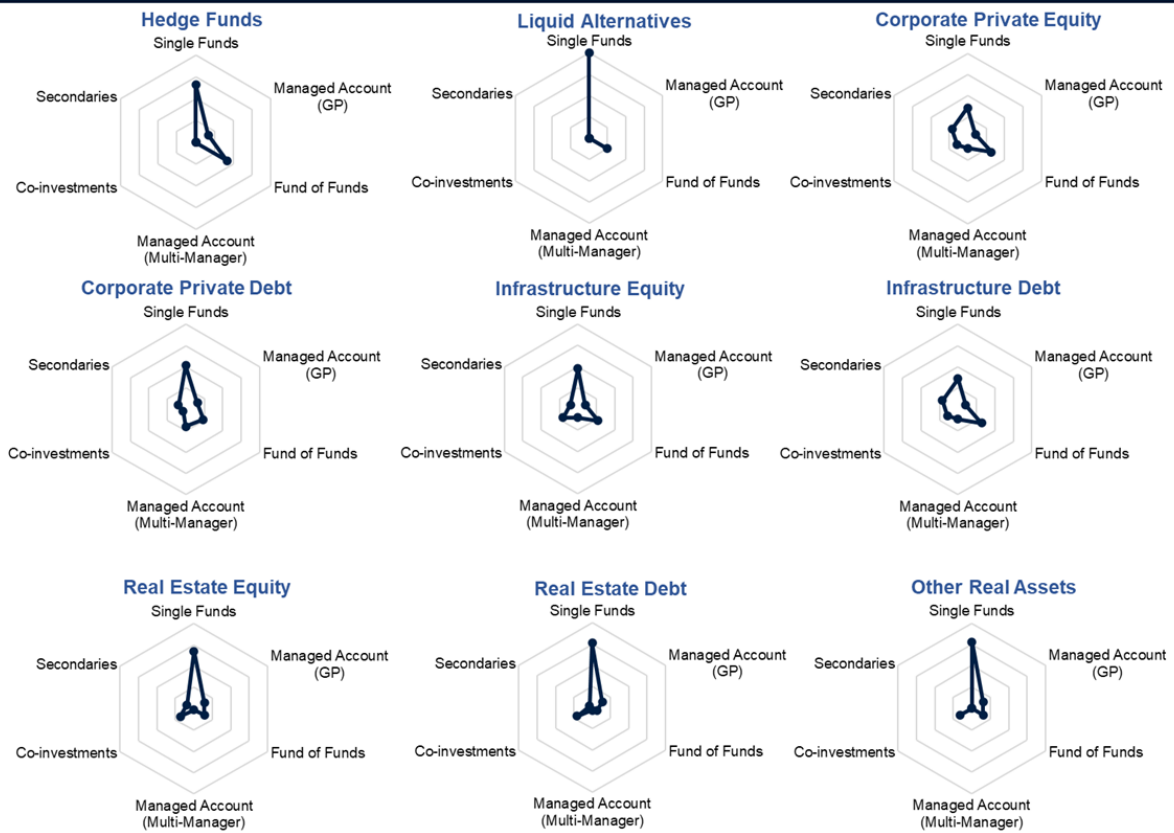 Hedge Funds
Single Funds
Managed Account
(GP)
Fund of Funds
Managed Account
(Multi-Manager)
Co-investments
Secondaries
Liquid Alternatives
Single Funds
Managed Account
(GP)
Fund of Funds
Managed Account
(Multi-Manager)
Co-investments
Secondaries
Corporate Private Equity
Single Funds
Managed Account
(GP)
Fund of Funds
Managed Account
(Multi-Manager)
Co-investments
Secondaries
Corporate Private Debt
Single Funds
Managed Account
(GP)
Fund of Funds
Managed Account
(Multi-Manager)
Co-investments
Secondaries
Infrastructure Equity
Single Funds
Managed Account
(GP)
Fund of Funds
Managed Account
(Multi-Manager)
Co-investments
Secondaries
Infrastructure Debt
Single Funds
Managed Account
(GP)
Fund of Funds
Managed Account
(Multi-Manager)
Co-investments
Secondaries
Real Estate Equity
Single Funds
Managed Account
(GP)
Fund of Funds
Managed Account
(Multi-Manager)
Co-investments
Secondaries
Real Estate Debt
Single Funds
Managed Account
(GP)
Fund of Funds
Managed Account
(Multi-Manager)
Co-investments
Secondaries
Other Real Assets
Single Funds
Managed Account
(GP)
Fund of Funds
Managed Account
(Multi-Manager)
Co-investments
Secondaries